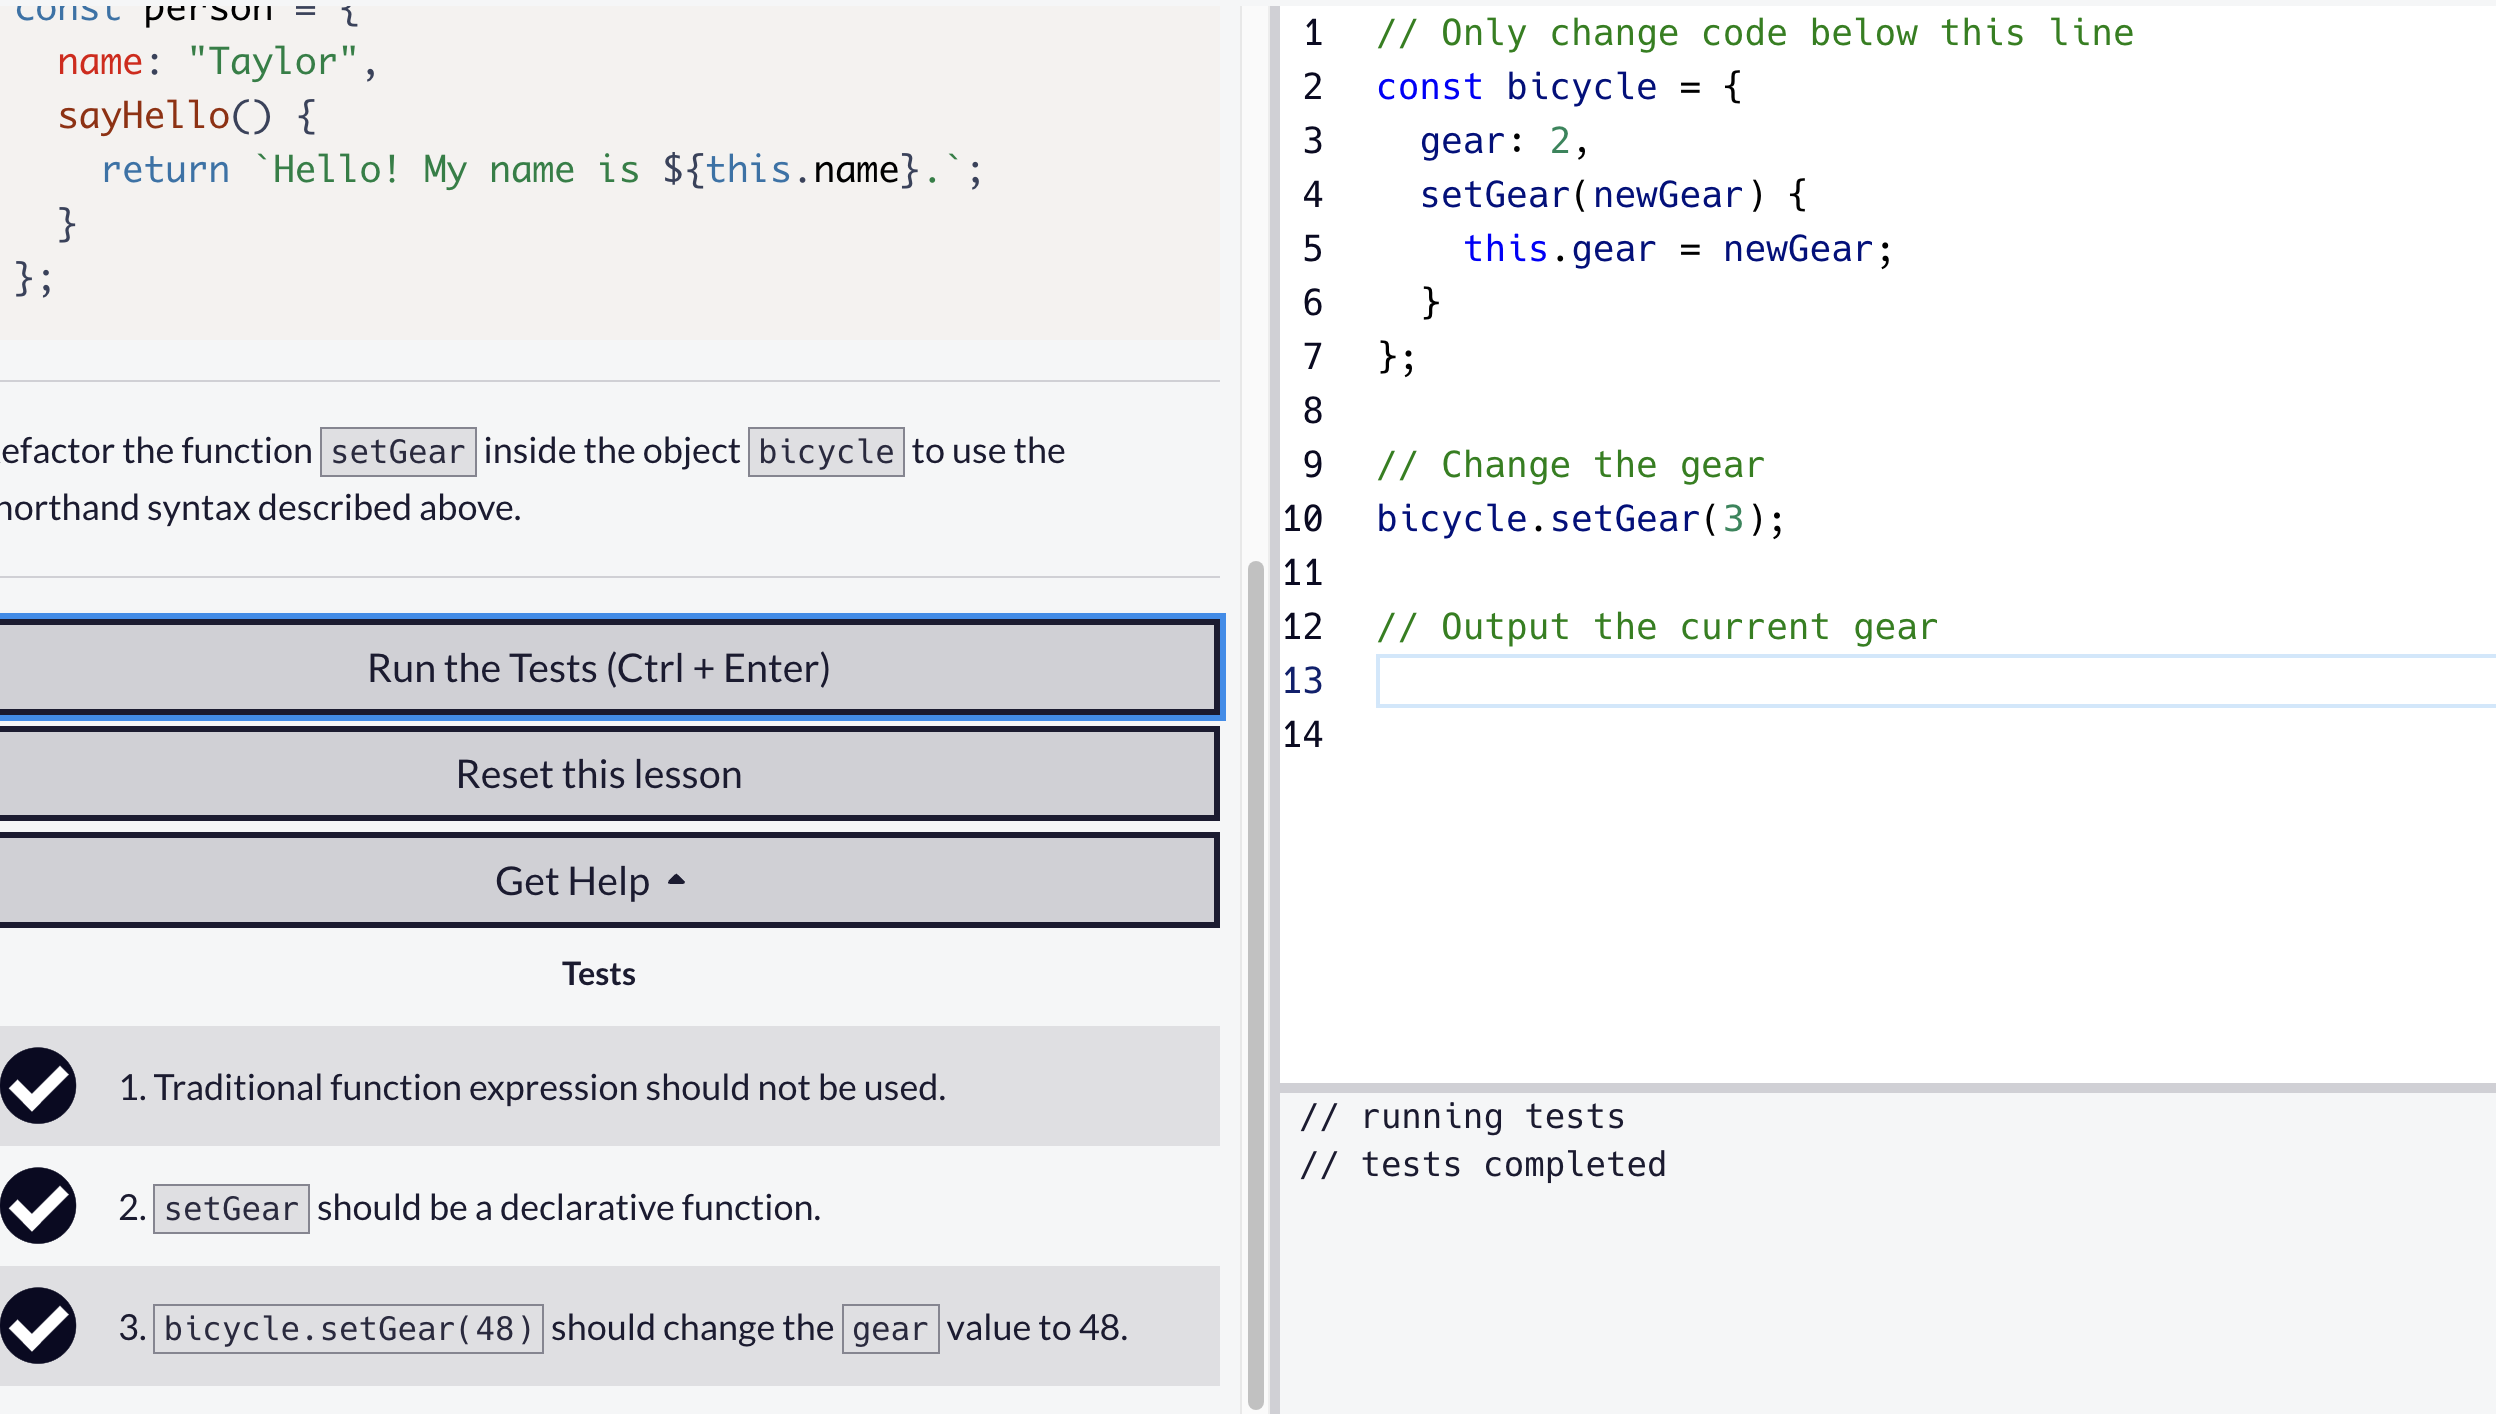 const person = {
  name: "Taylor",
  sayHello() {
    return `Hello! My name is ${this.name}.`;
  }
};
efactor the function setGear inside the object bicycle to use the
horthand syntax described above.
Run the Tests (Ctrl + Enter)
Reset this lesson
Get Help
Tests
1. Traditional function expression should not be used.
2. setGear should be a declarative function.
3. bicycle.setGear(48) should change the gear value to 48.
1 // Only change code below this line
2 const bicycle = {
3   gear: 2,
4   setGear(newGear) {
5     this.gear = newGear;
6   }
7 };
8
9 // Change the gear
10 bicycle.setGear(3);
11
12 // Output the current gear
13
14
// running tests
// tests completed